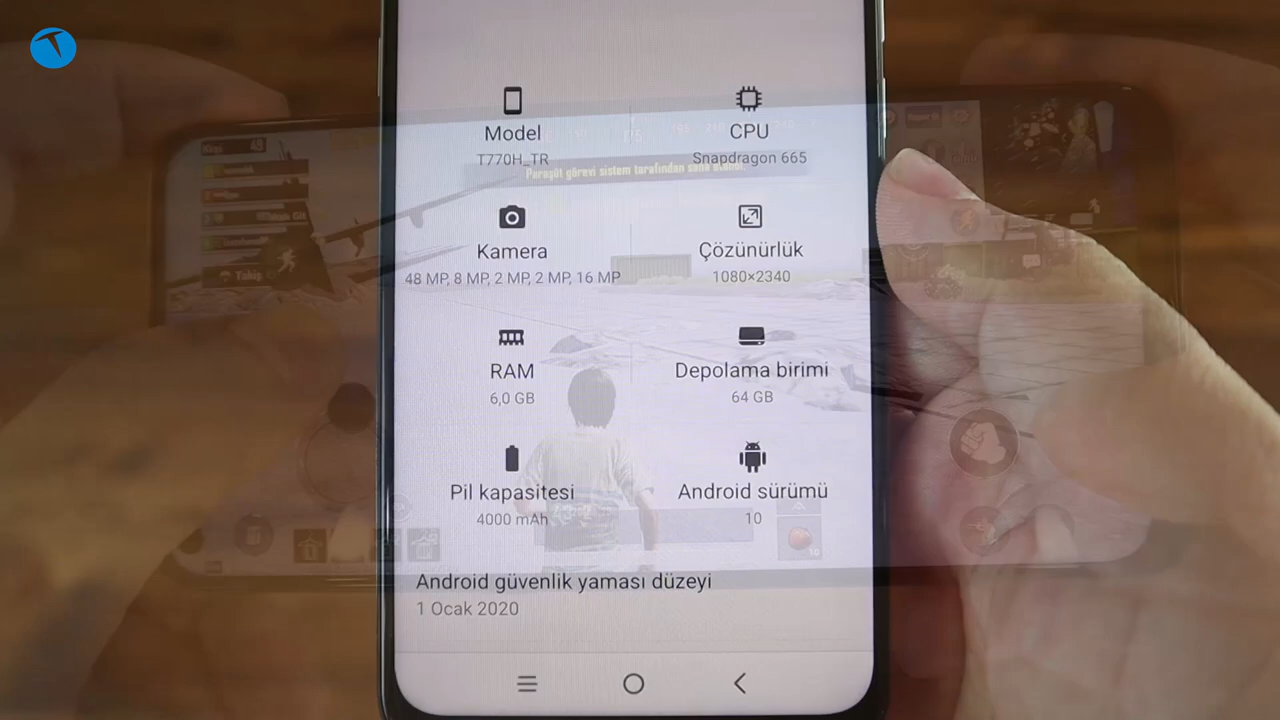 Model
T770H_TR
CPU
Snapdragon 665
Paraşüt görevi sistem tarafından sana
Kamera
48 MP, 8 MP, 2 MP, 2 MP, 16 MP
Çözünürlük
1080×2340
RAM
6,0 GB
Depolama birimi
64 GB
Takip
Pil kapasitesi
4000 mAh
Android sürümü
10
Android güvenlik yaması düzeyi
1 Ocak 2020